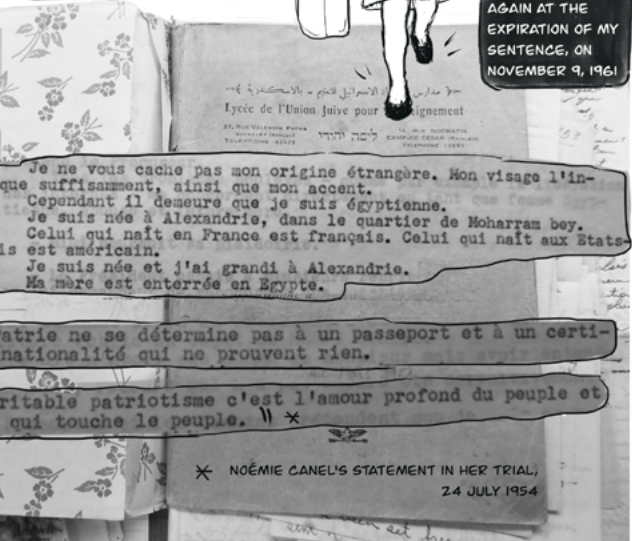 AGAIN AT THE
EXPIRATION OF MY
SENTENCE, ON
NOVEMBER 9, 1961
Lycée de l'Union Juive pour
TELEPHONE
Je ne vous cache pas mon origine étrangère. Mon visage l'in-
que suffisamment, ainsi que mon accent.
Cependant il demeure que je suis égyptienne.
Je suis née à Alexandrie, dans le quartier de Moharram bey.
Celui qui naît en France est français. Celui qui naît aux Etats-
is est américain.
Je suis née et j'ai grandi à Alexandrie.
Ma mère est enterrée en Egypte.
atrie ne se détermine pas à un passeport et à un certi-
nationalité qui ne prouvent rien.
ritable patriotisme c'est l'amour profond du peuple et
qui touche le peuple. " *
* NOÉMIE CANEL'S STATEMENT IN HER TRIAL,
24 JULY 1954